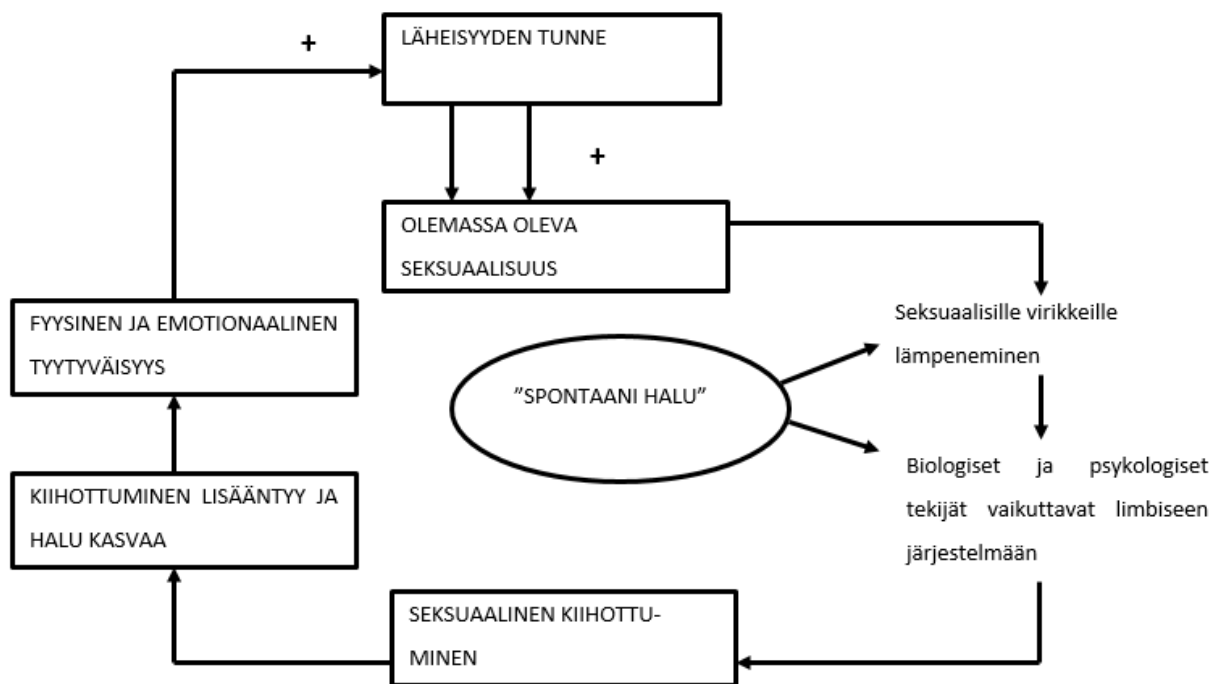 +
LÄHEISYYDEN TUNNE
+
OLEMASSA OLEVA
SEKSUAALISUUS
Seksuaalisille virikkeille
lämpeneminen
"SPONTAANI HALU"
Biologiset ja psykologiset
tekijät vaikuttavat limbiseen
järjestelmään
SEKSUAALINEN KIIHOTTU-
MINEN
KIIHOTTUMINEN LISÄÄNTYY JA
HALU KASVAA
FYYSINEN JA EMOTIONAALINEN
TYYTYVÄISYYS